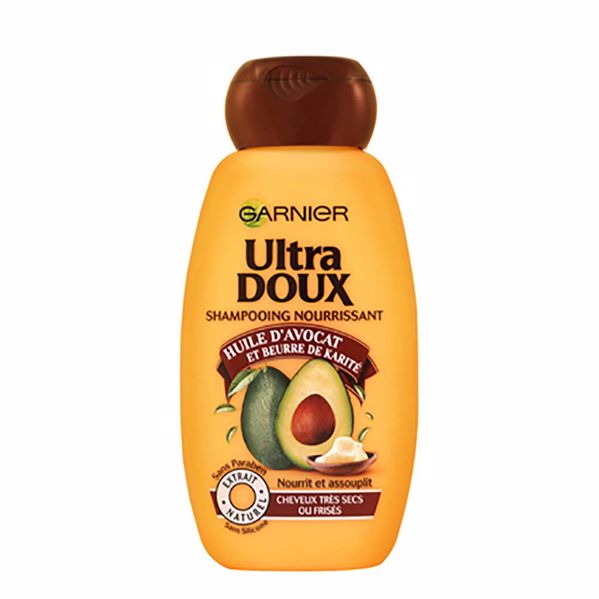 GARNIER
Ultra
DOUX
SHAMPOOING NOURRISSANT
HUILE D'AVOCAT
ET BEURRE DE KARITÉ
Sans Paraben
EXTRAIT
NATUREL
Sans Silicone
Nourrit et assouplit
CHEVEUX TRÈS SECS
OU FRISÉS